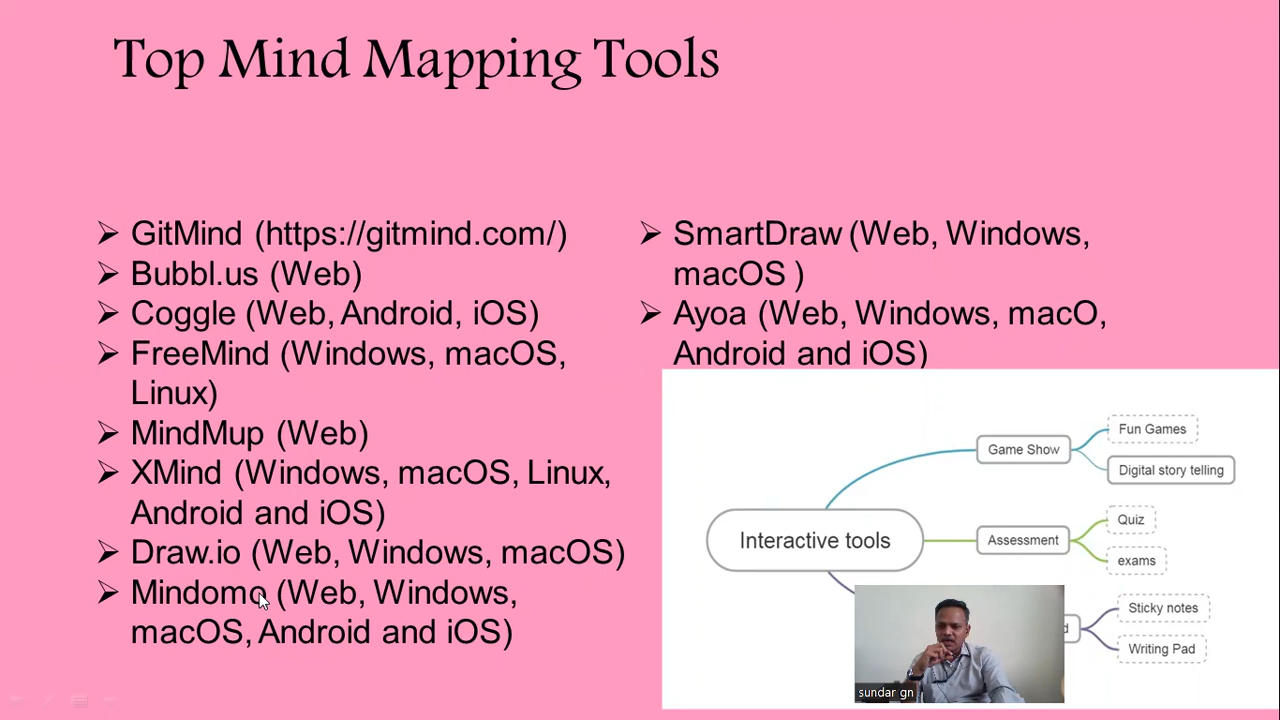 Top Mind Mapping Tools
➢ GitMind (https://gitmind.com/)
➢ Bubbl.us (Web)
➢ Coggle (Web, Android, iOS)
➢ FreeMind (Windows, macOS,
Linux)
➢ MindMup (Web)
➢ XMind (Windows, macOS, Linux,
Android and iOS)
➢ Draw.io (Web, Windows, macOS)
➢ Mindomo (Web, Windows,
macOS, Android and iOS)
➢ SmartDraw (Web, Windows,
macOS )
➢ Ayoa (Web, Windows, macO,
Android and iOS)
Interactive tools
Game Show
Fun Games
Digital story telling
Assessment
Quiz
exams
Sticky notes
Writing Pad
sundar gn